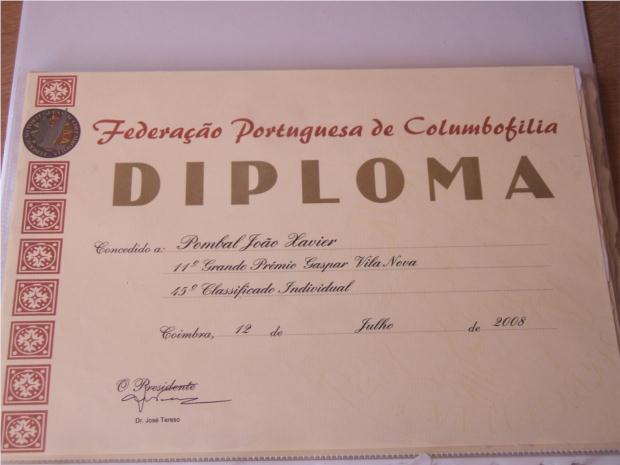 Federação Portuguesa de Columbofilia
DIPLOMA
Concedido a: Pombal João Xavier
11º Grande Prêmio Gaspar Vila Nova
45º Classificado Individual
Coimbra, 12 de Julho de 2008
O Presidente
Dr. José Tereso